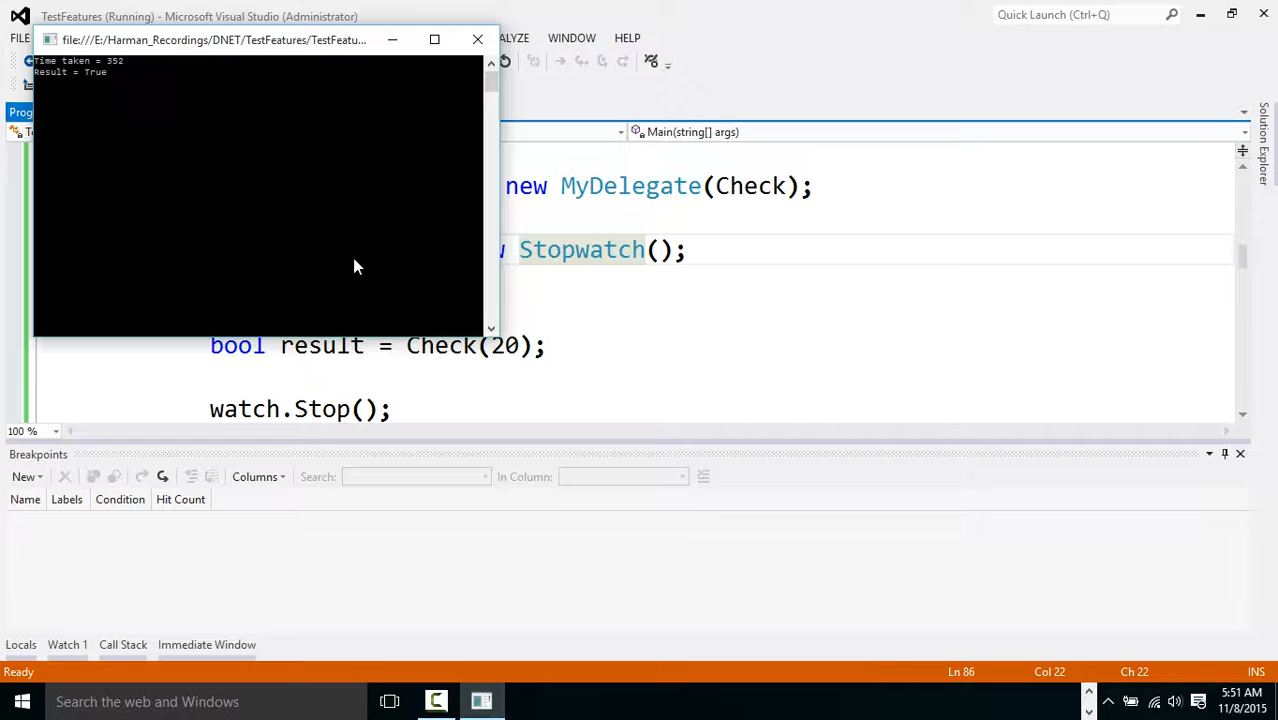 TestFeatures (Running) - Microsoft Visual Studio (Administrator)
Quick Launch (Ctrl+Q)
file:///E:/Harman_Recordings/DNET/TestFeatures/TestFeatu...
Time taken = 352
Result = True
FILE
ALYZE WINDOW HELP
Prog
Main(string[] args)
new MyDelegate(Check);
Stopwatch();
bool result = Check(20);
watch.Stop();
Solution Explorer
100 %
Breakpoints
New
Columns
Search:
In Column:
Name Labels Condition Hit Count
Locals Watch 1 Call Stack Immediate Window
Ready
Ln 86 Col 22 Ch 22 INS
Search the web and Windows
5:51 AM
11/8/2015